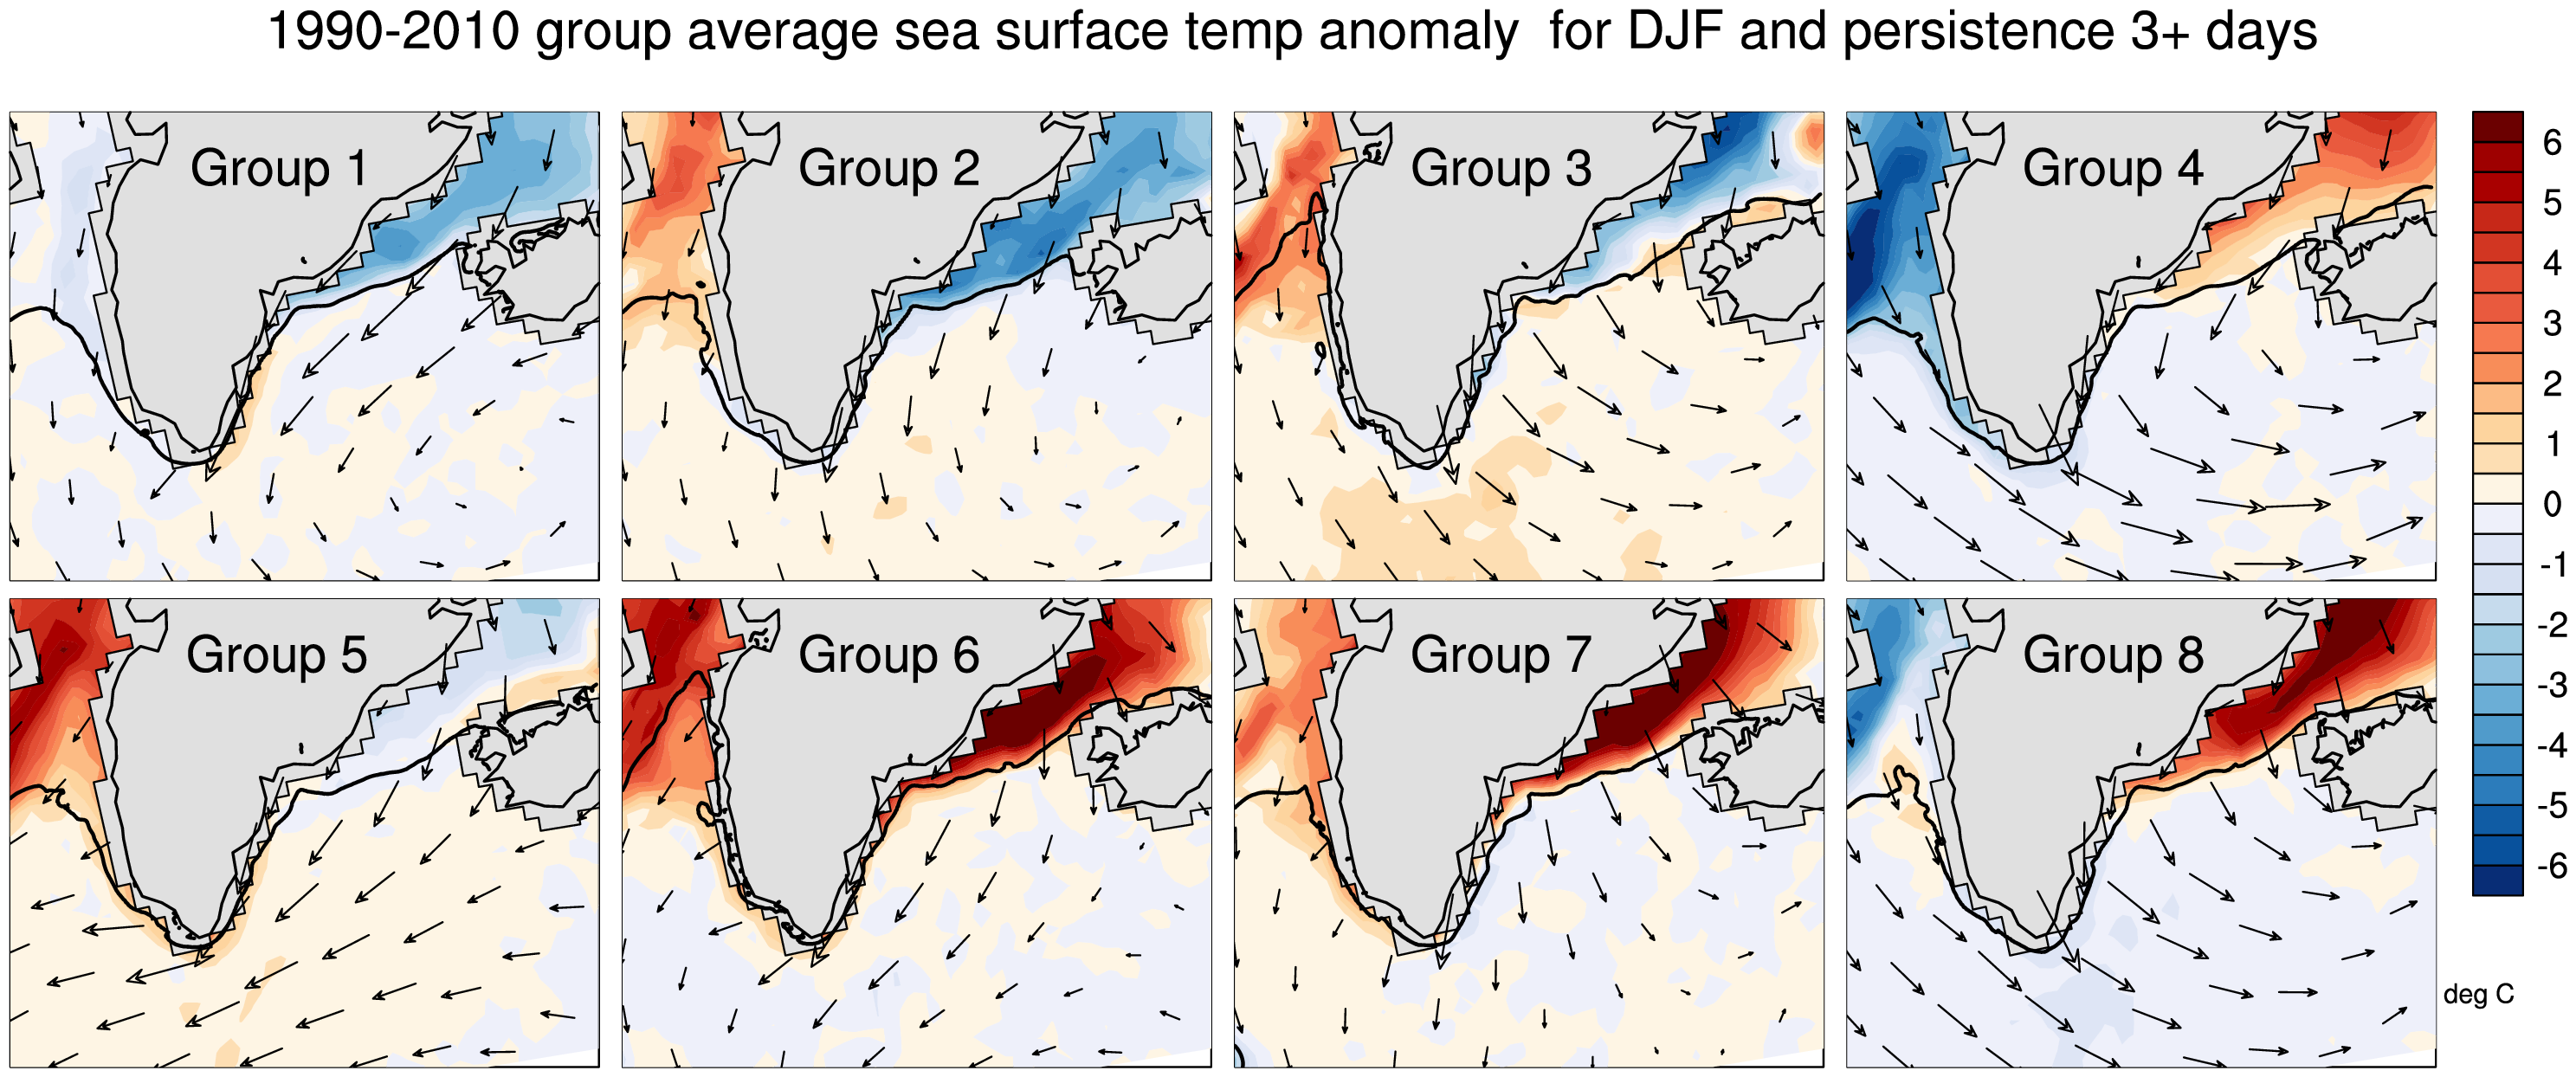 1990-2010 group average sea surface temp anomaly for DJF and persistence 3+ days
Group 1
Group 2
Group 3
Group 4
Group 5
Group 6
Group 7
Group 8
6
5
4
3
2
1
0
-1
-2
-3
-4
-5
-6
deg C